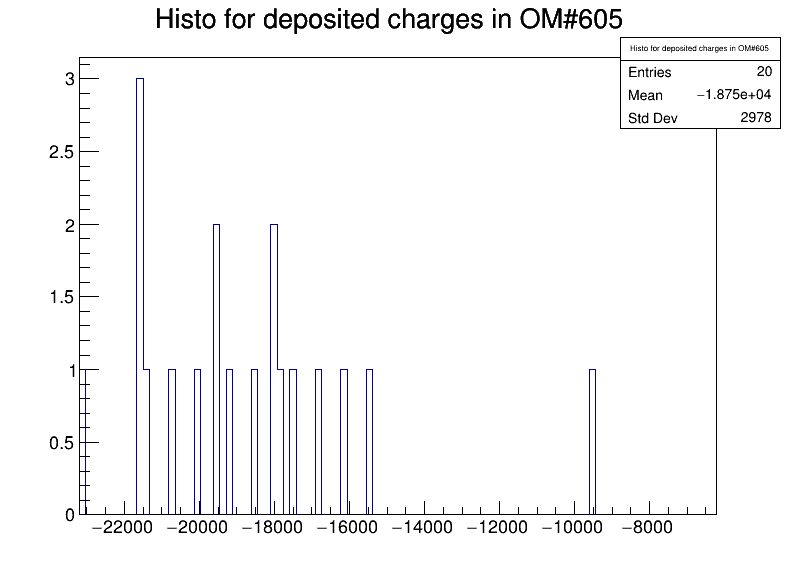 Histo for deposited charges in OM#605
Histo for deposited charges in OM#605
Entries 20
Mean −1.875e+04
Std Dev 2978
3
2.5
2
1.5
1
0.5
0
−22000 −20000 −18000 −16000 −14000 −12000 −10000 −8000